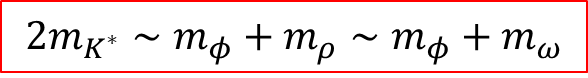 2m_{K^*} ~ m_ϕ + m_ρ ~ m_ϕ + m_ω